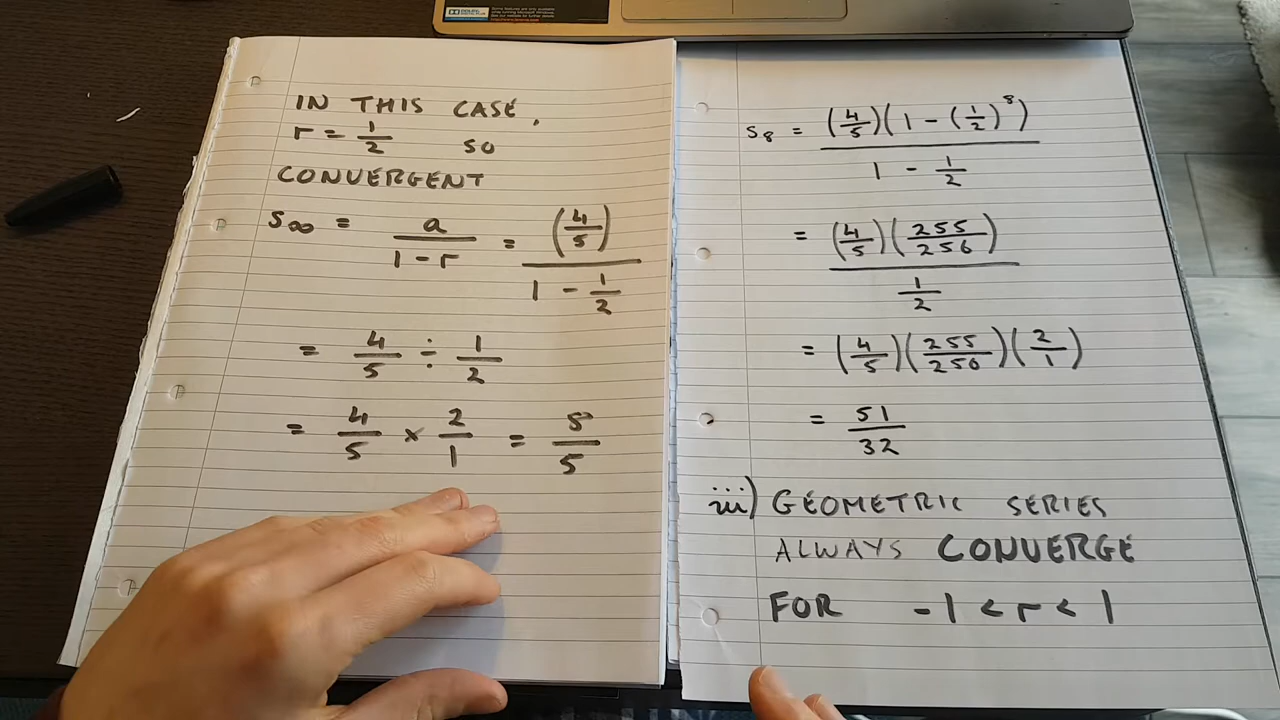 IN THIS CASE,
r = 1/2 so
CONVERGENT
S∞ = a/(1 - r) = (4/5)/(1 - 1/2)
= 4/5 ÷ 1/2
= 4/5 × 2/1 = 8/5
S8 = (4/5)(1 - (1/2)^8)/(1 - 1/2)
= (4/5)(255/256)/(1/2)
= (4/5)(255/256)(2/1)
= 51/32
iii) GEOMETRIC SERIES
ALWAYS CONVERGE
FOR -1 < r < 1